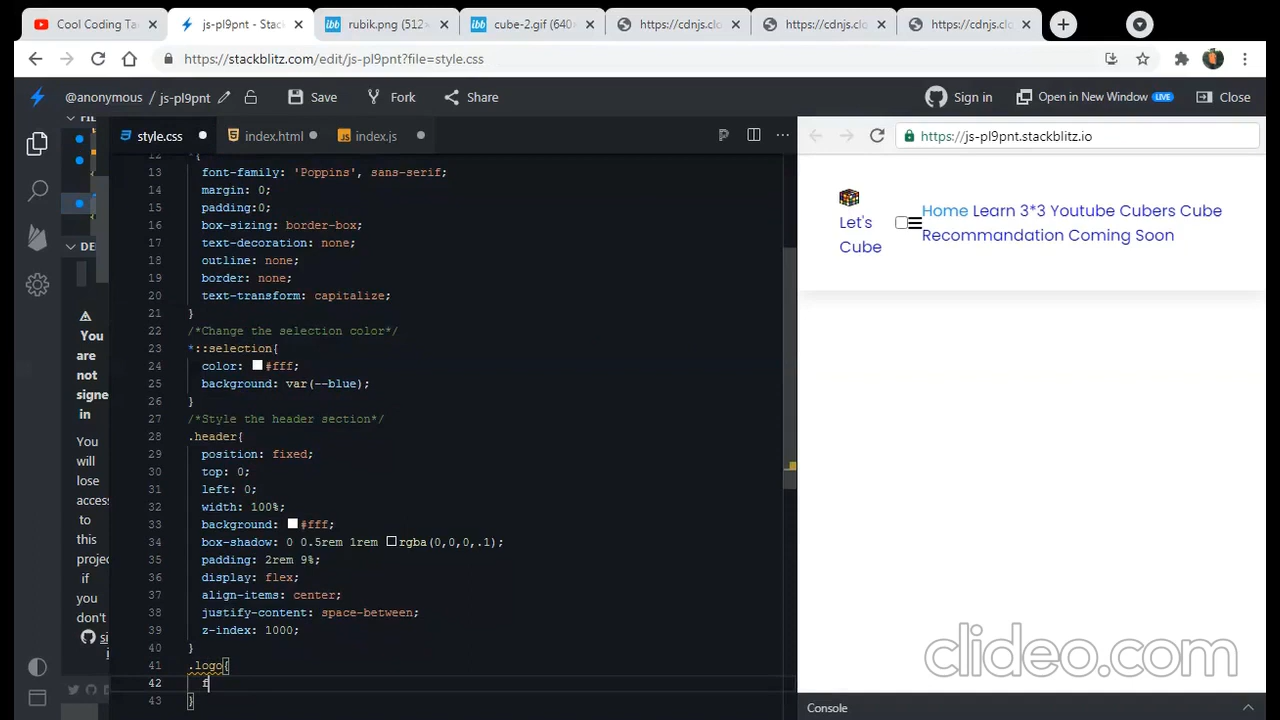 Cool Coding Ta
js-pl9pnt - Stac
rubik.png (512×
cube-2.gif (640×
https://cdnjs.clo
https://cdnjs.clo
https://cdnjs.clo
https://stackblitz.com/edit/js-pl9pnt?file=style.css
@anonymous / js-pl9pnt
Save
Fork
Share
Sign in
Open in New Window LIVE
Close
style.css
index.html
index.js
https://js-pl9pnt.stackblitz.io
13 font-family: 'Poppins', sans-serif;
14 margin: 0;
15 padding:0;
16 box-sizing: border-box;
17 text-decoration: none;
18 outline: none;
19 border: none;
20 text-transform: capitalize;
21 }
22 /*Change the selection color*/
23 *::selection{
24 color: #fff;
25 background: var(--blue);
26 }
27 /*Style the header section*/
28 .header{
29 position: fixed;
30 top: 0;
31 left: 0;
32 width: 100%;
33 background: #fff;
34 box-shadow: 0 0.5rem 1rem rgba(0,0,0,.1);
35 padding: 2rem 9%;
36 display: flex;
37 align-items: center;
38 justify-content: space-between;
39 z-index: 1000;
40 }
41 .logo{
42 f
43 }
DE
You
are
not
signe
in
You
will
lose
access
to
this
projec
if
you
don't
si
Let's
Cube
Home Learn 3*3 Youtube Cubers Cube
Recommandation Coming Soon
clideo.com
Console